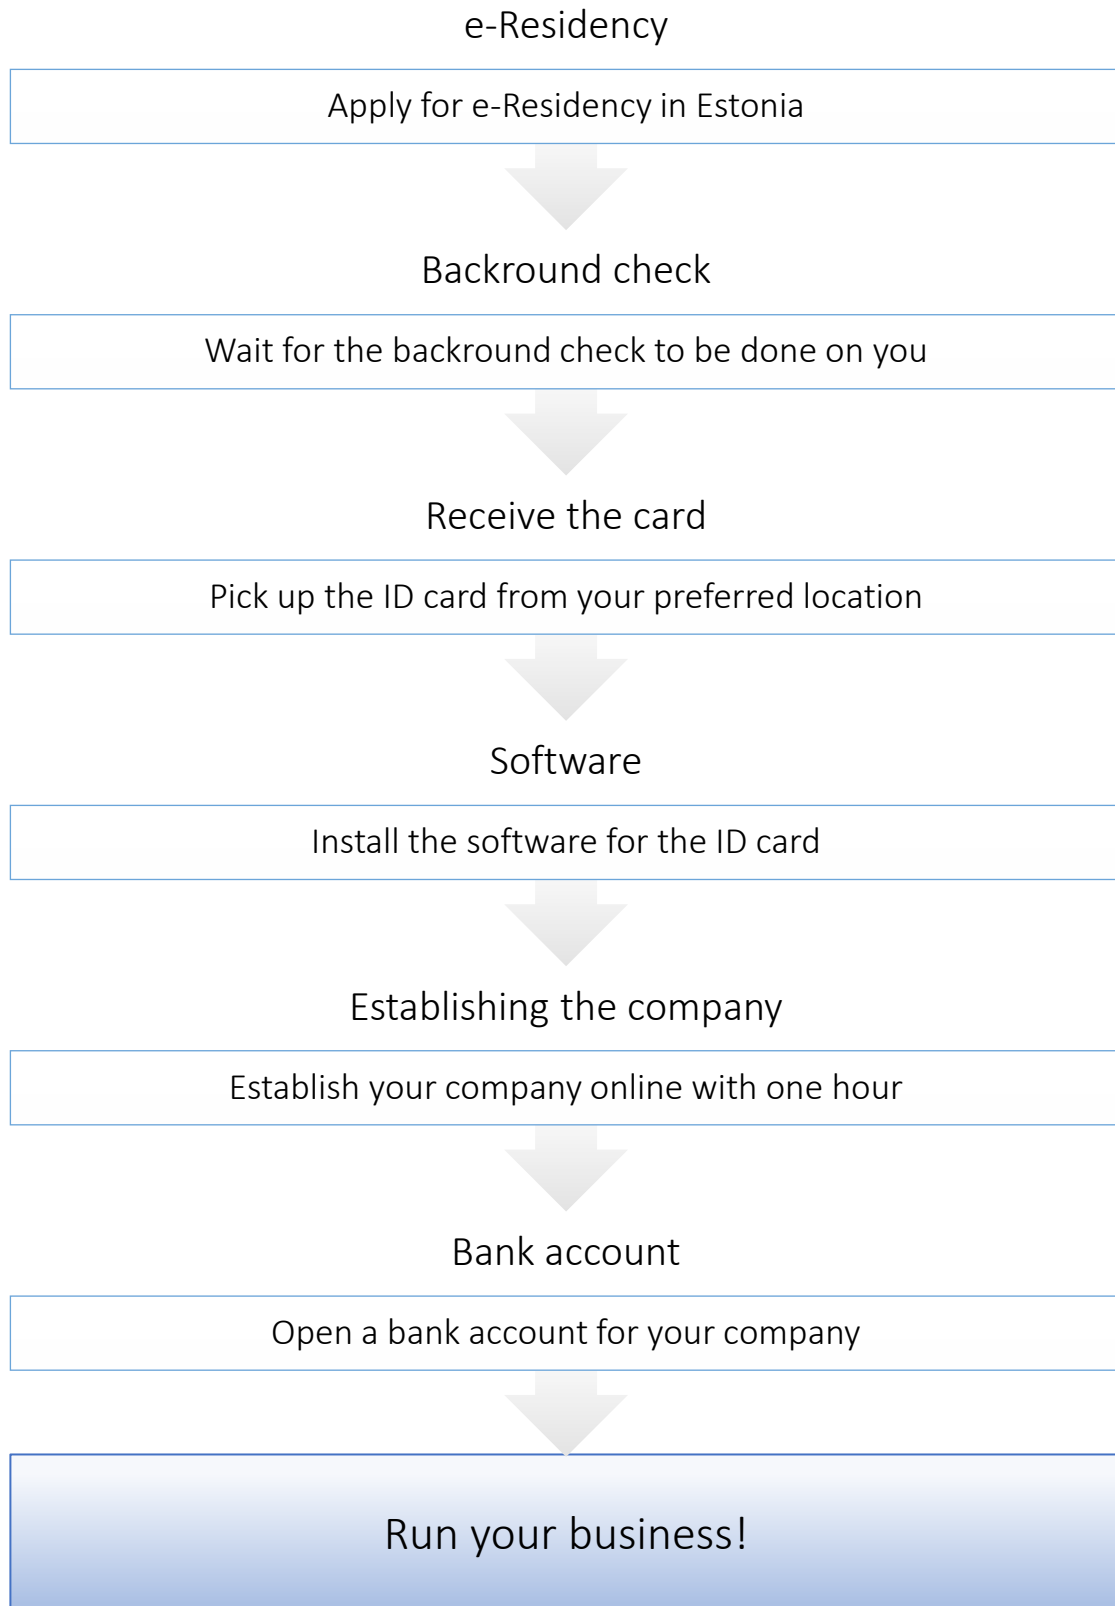 e-Residency
Apply for e-Residency in Estonia
Backround check
Wait for the backround check to be done on you
Receive the card
Pick up the ID card from your preferred location
Software
Install the software for the ID card
Establishing the company
Establish your company online with one hour
Bank account
Open a bank account for your company
Run your business!